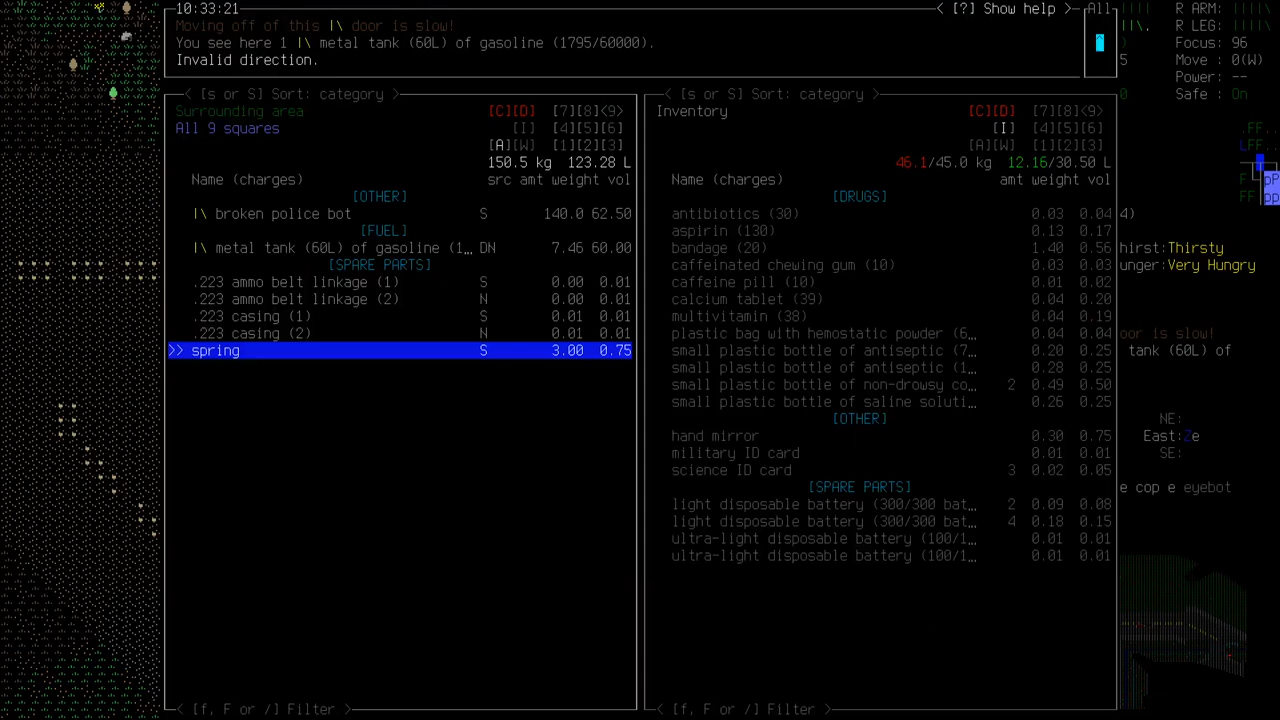 10:33:21 < [?] Show help > All
Moving off of this |\ door is slow!
You see here 1 |\ metal tank (60L) of gasoline (1795/60000).
Invalid direction.
R ARM:
R LEG:
Focus: 96
Move : 0(W)
Power: --
Safe : On
< [s or S] Sort: category >
Surrounding area [C][D] [7][8]<9>
All 9 squares [I] [4][5][6]
[A][W] [1][2][3]
150.5 kg 123.28 L
Name (charges) src amt weight vol
[OTHER]
|\ broken police bot S 140.0 62.50
[FUEL]
|\ metal tank (60L) of gasoline (1… DN 7.46 60.00
[SPARE PARTS]
.223 ammo belt linkage (1) S 0.00 0.01
.223 ammo belt linkage (2) N 0.00 0.01
.223 casing (1) S 0.01 0.01
.223 casing (2) N 0.01 0.01
>> spring S 3.00 0.75
< [f, F or /] Filter >
< [s or S] Sort: category >
Inventory [C][D] [7][8]<9>
[I] [4][5][6]
[A][W] [1][2][3]
46.1/45.0 kg 12.16/30.50 L
Name (charges) amt weight vol
[DRUGS]
antibiotics (30) 0.03 0.04
aspirin (130) 0.13 0.17
bandage (20) 1.40 0.56
caffeinated chewing gum (10) 0.03 0.03
caffeine pill (10) 0.01 0.02
calcium tablet (39) 0.04 0.20
multivitamin (38) 0.04 0.19
plastic bag with hemostatic powder (6… 0.04 0.04
small plastic bottle of antiseptic (7… 0.20 0.25
small plastic bottle of antiseptic (1… 0.28 0.25
small plastic bottle of non-drowsy co… 2 0.49 0.50
small plastic bottle of saline soluti… 0.26 0.25
[OTHER]
hand mirror 0.30 0.75
military ID card 0.01 0.01
science ID card 3 0.02 0.05
[SPARE PARTS]
light disposable battery (300/300 bat… 2 0.09 0.08
light disposable battery (300/300 bat… 4 0.18 0.15
ultra-light disposable battery (100/1… 0.01 0.01
ultra-light disposable battery (100/1… 0.01 0.01
< [f, F or /] Filter >
4)
hirst:Thirsty
unger:Very Hungry
oor is slow!
tank (60L) of
NE:
East:Ze
SE:
e cop e eyebot